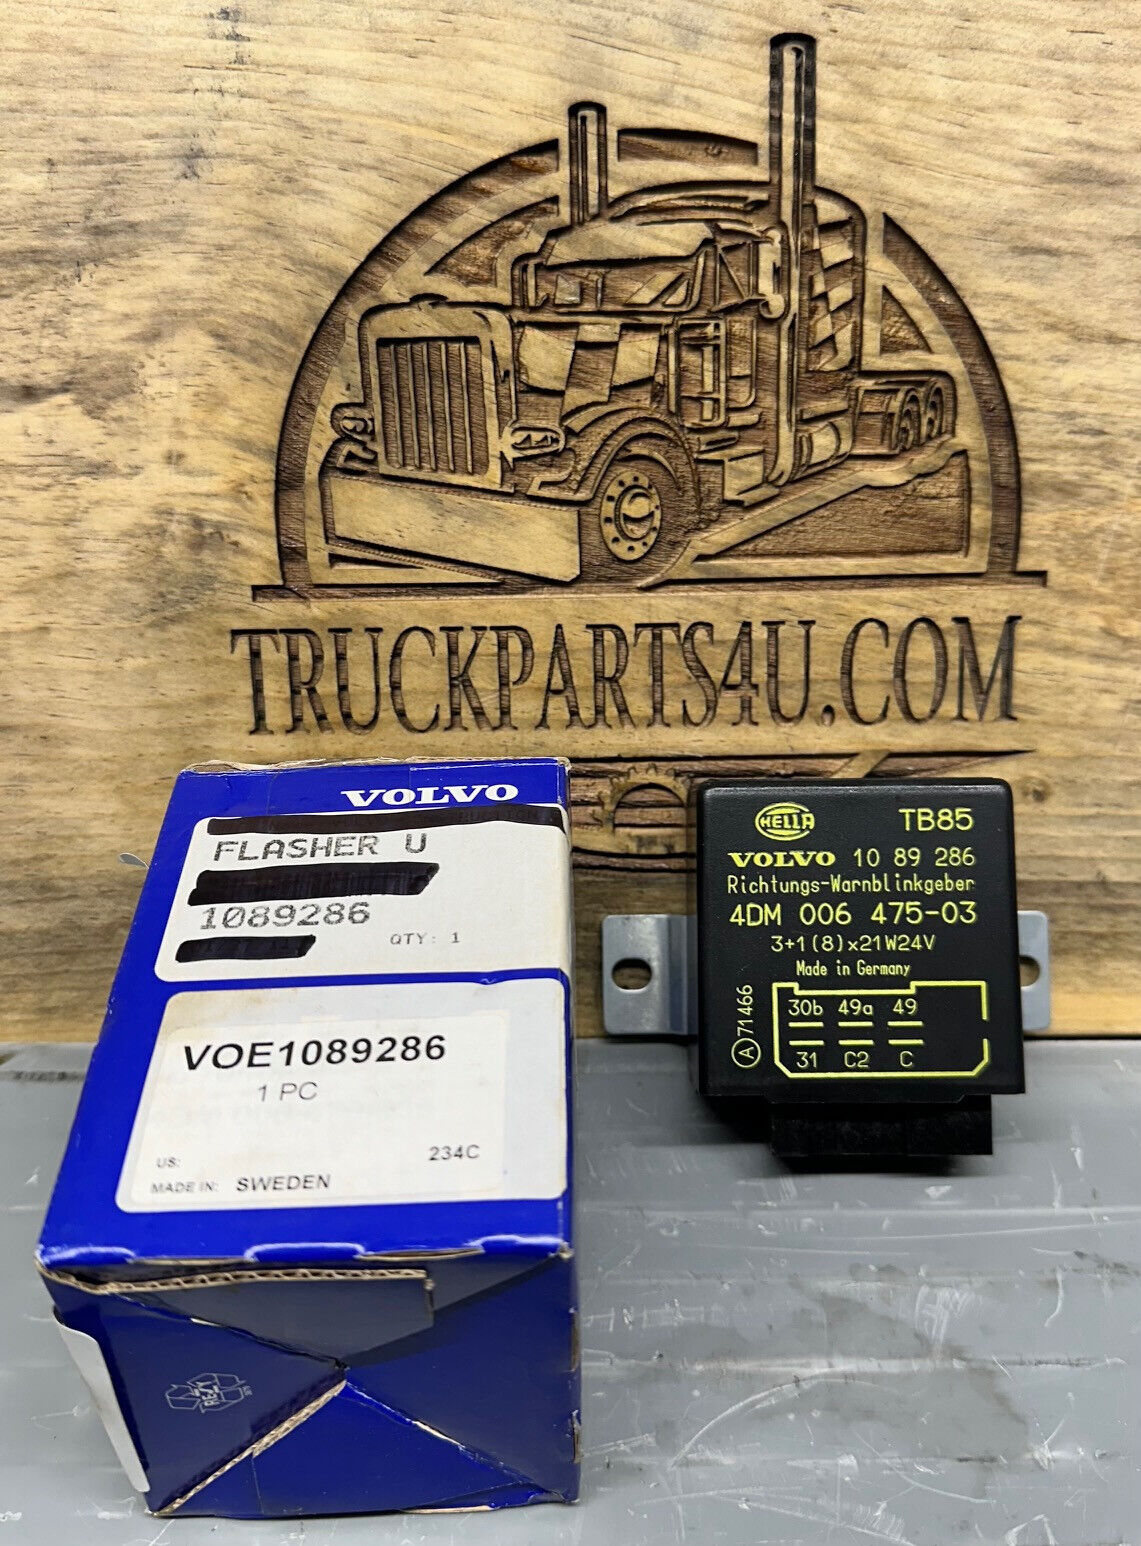 TRUCKPARTS4U.COM
VOLVO
FLASHER U
1089286
QTY: 1
VOE1089286
1 PC
US:
234C
MADE IN: SWEDEN
RESY
HELLA
TB85
VOLVO 10 89 286
Richtungs-Warnblinkgeber
4DM 006 475-03
3+1(8)x21W24V
Made in Germany
A 71466
30b 49a 49
31 C2 C